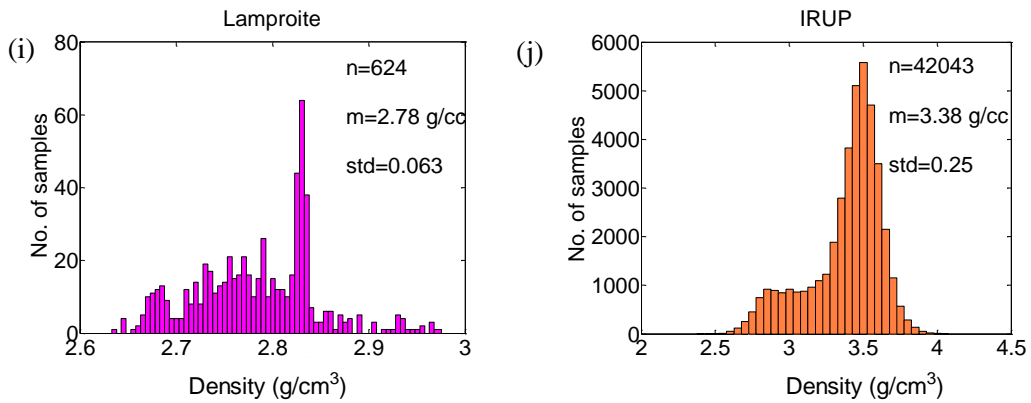 (i)
Lamproite
80
60
40
20
0
No. of samples
n=624
m=2.78 g/cc
std=0.063
2.6 2.7 2.8 2.9 3
Density (g/cm³)
(j)
IRUP
6000
5000
4000
3000
2000
1000
0
No. of samples
n=42043
m=3.38 g/cc
std=0.25
2 2.5 3 3.5 4 4.5
Density (g/cm³)